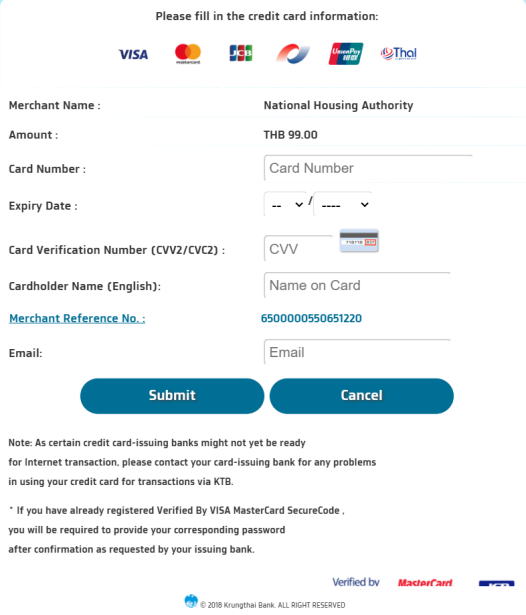 Please fill in the credit card information:
VISA mastercard JCB UnionPay 银联 Thai
Merchant Name : National Housing Authority
Amount : THB 99.00
Card Number : Card Number
Expiry Date : -- / ----
Card Verification Number (CVV2/CVC2) : CVV
Cardholder Name (English): Name on Card
Merchant Reference No. : 6500000550651220
Email: Email
Submit Cancel
Note: As certain credit card-issuing banks might not yet be ready
for Internet transaction, please contact your card-issuing bank for any problems
in using your credit card for transactions via KTB.
* If you have already registered Verified By VISA MasterCard SecureCode ,
you will be required to provide your corresponding password
after confirmation as requested by your issuing bank.
Verified by MasterCard JCB
© 2018 Krungthai Bank. ALL RIGHT RESERVED